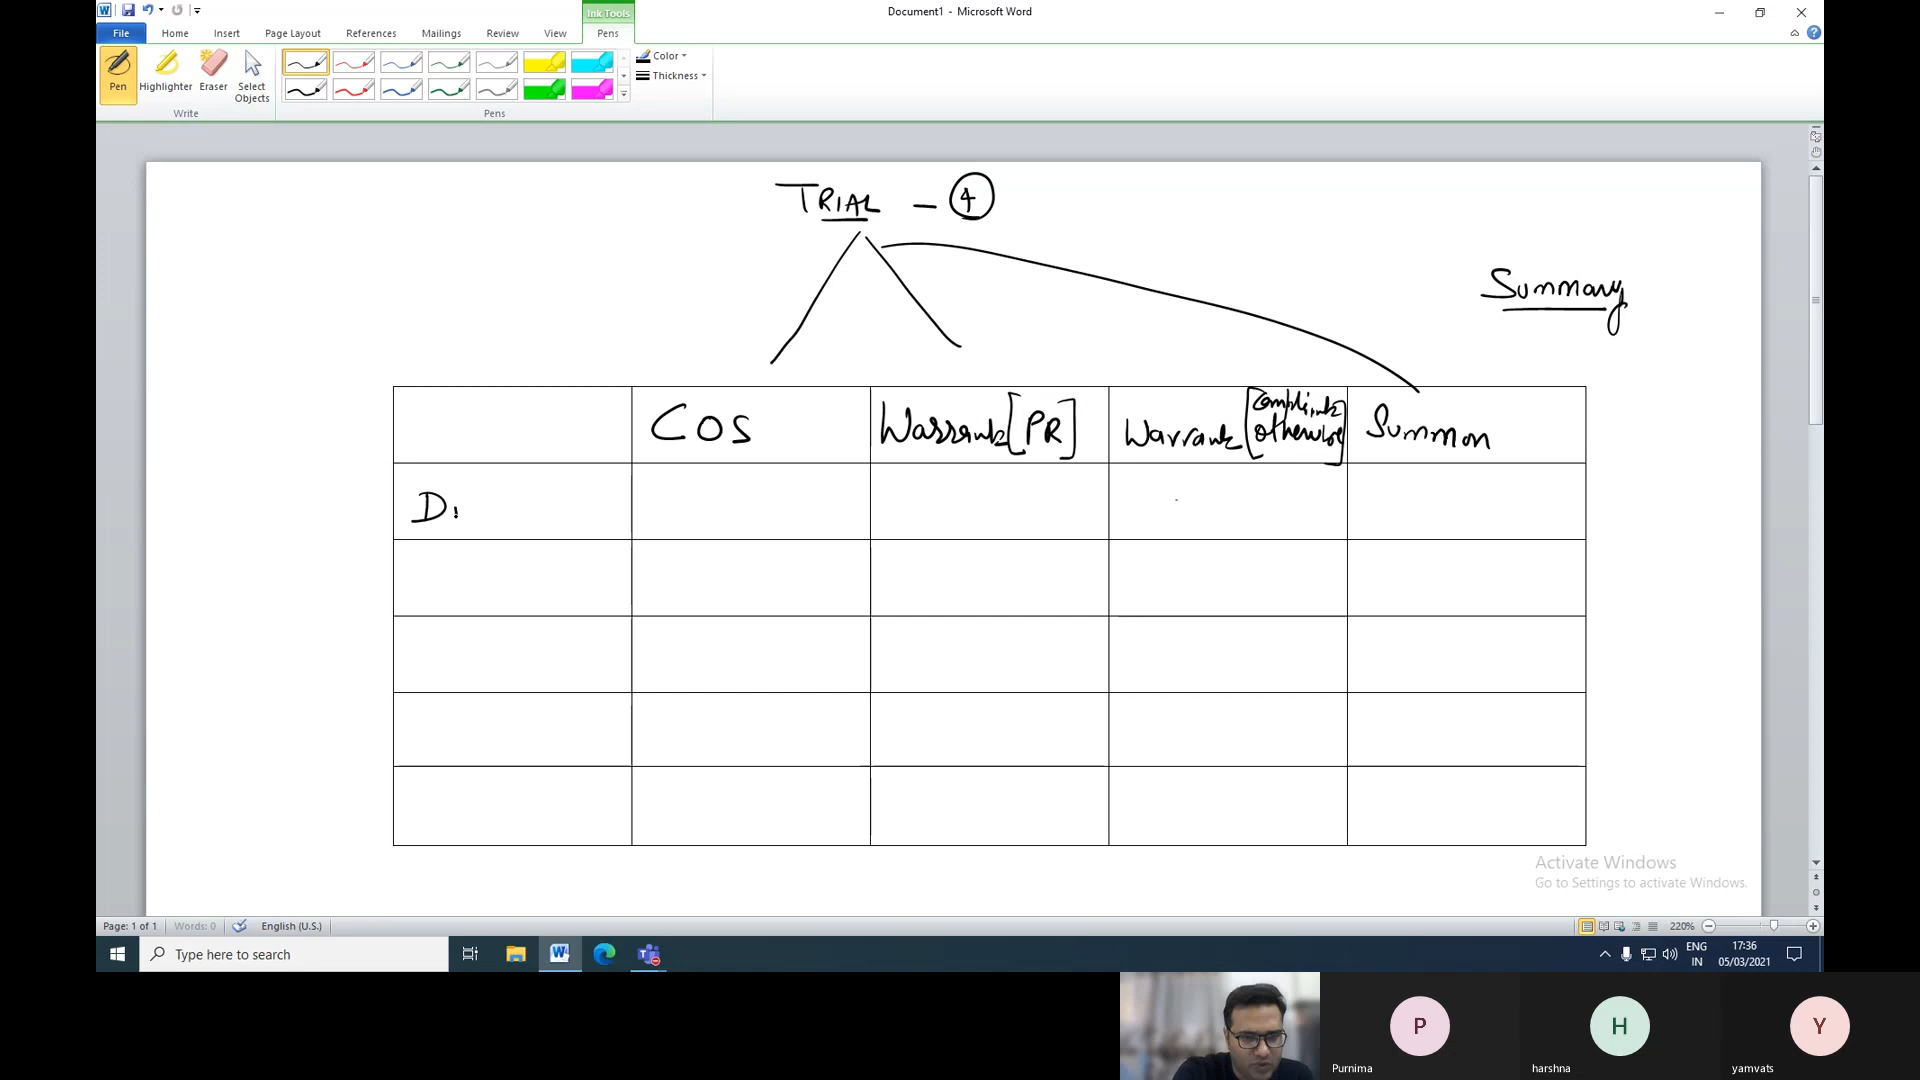 Document1 - Microsoft Word
Ink Tools
File Home Insert Page Layout References Mailings Review View Pens
Pen Highlighter Eraser Select Objects
Color
Thickness
Write Pens
TRIAL - 4
Summary
COS Warrant [PR] Warrant otherwise Summon
D
Activate Windows
Go to Settings to activate Windows.
Page: 1 of 1 Words: 0 English (U.S.) 220%
Type here to search
ENG
IN
17:36
05/03/2021
P H Y
Purnima harshna yamvats